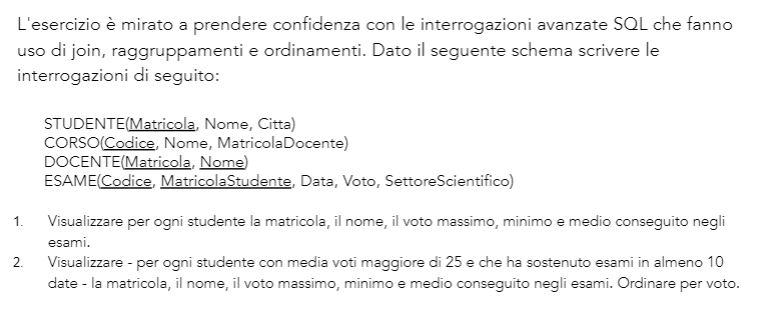 L'esercizio è mirato a prendere confidenza con le interrogazioni avanzate SQL che fanno
uso di join, raggruppamenti e ordinamenti. Dato il seguente schema scrivere le
interrogazioni di seguito:
STUDENTE(Matricola, Nome, Citta)
CORSO(Codice, Nome, MatricolaDocente)
DOCENTE(Matricola, Nome)
ESAME(Codice, MatricolaStudente, Data, Voto, SettoreScientifico)
1. Visualizzare per ogni studente la matricola, il nome, il voto massimo, minimo e medio conseguito negli
esami.
2. Visualizzare - per ogni studente con media voti maggiore di 25 e che ha sostenuto esami in almeno 10
date - la matricola, il nome, il voto massimo, minimo e medio conseguito negli esami. Ordinare per voto.